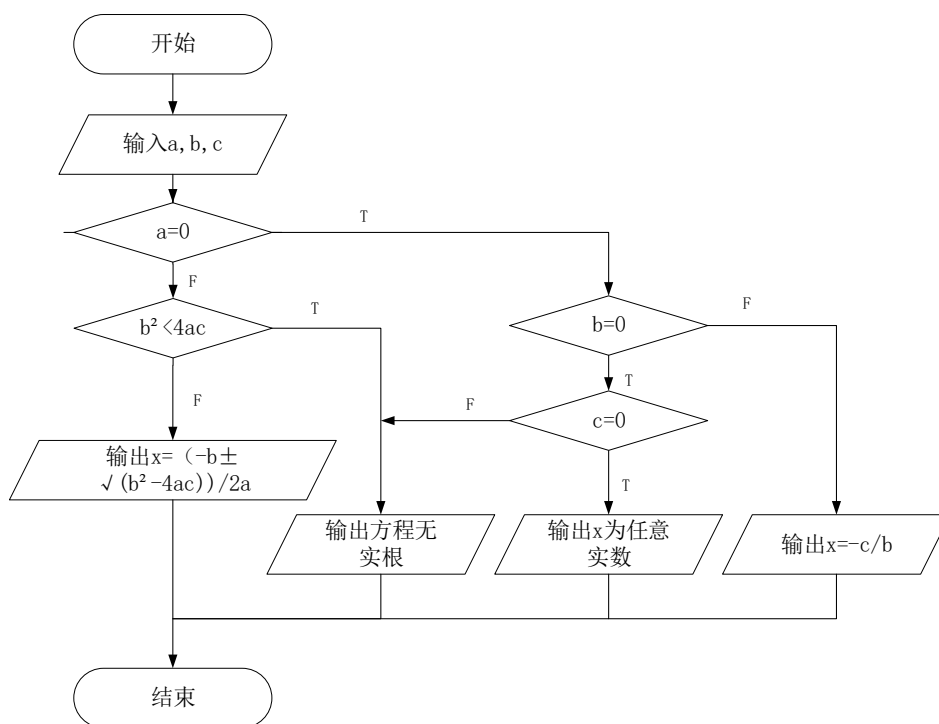 开始
输入a,b,c
a=0
T
F
b²<4ac
T
b=0
F
T
F
c=0
F
输出x=（-b±
√(b²-4ac))/2a
T
输出方程无
实根
输出x为任意
实数
输出x=-c/b
结束